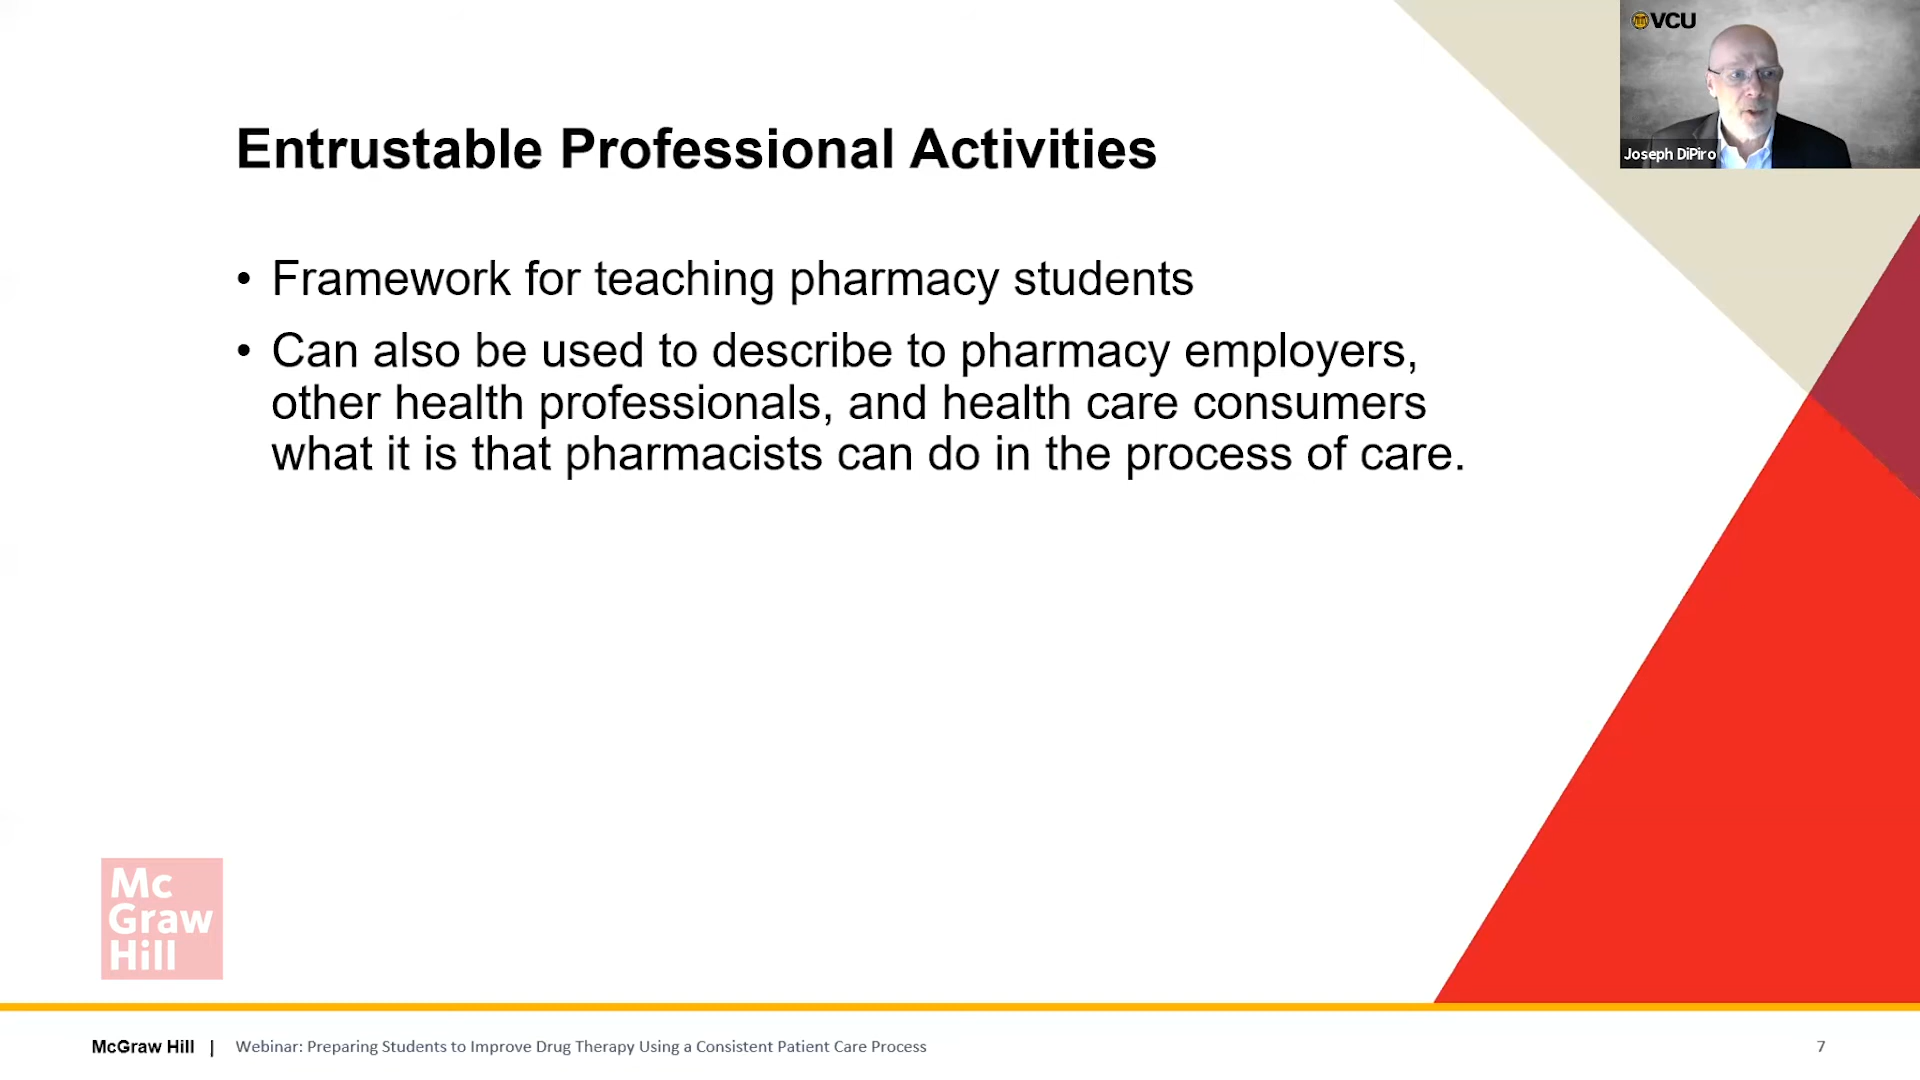 VCU
Joseph DiPiro
Entrustable Professional Activities
• Framework for teaching pharmacy students
• Can also be used to describe to pharmacy employers,
other health professionals, and health care consumers
what it is that pharmacists can do in the process of care.
Mc
Graw
Hill
McGraw Hill | Webinar: Preparing Students to Improve Drug Therapy Using a Consistent Patient Care Process 7